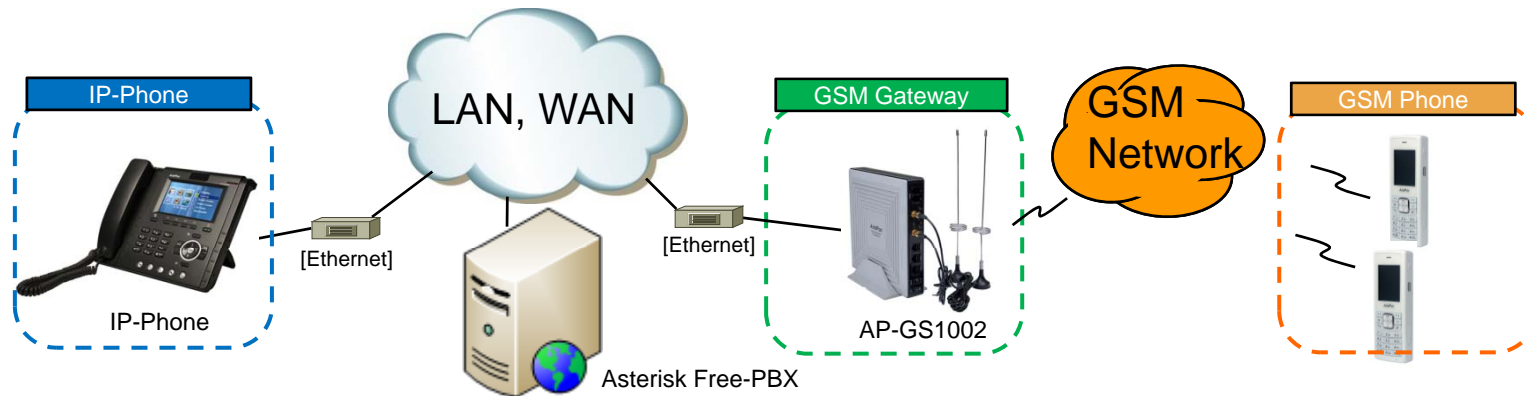 IP-Phone
LAN, WAN
GSM Gateway
GSM
Network
GSM Phone
[Ethernet]
[Ethernet]
IP-Phone
AP-GS1002
Asterisk Free-PBX